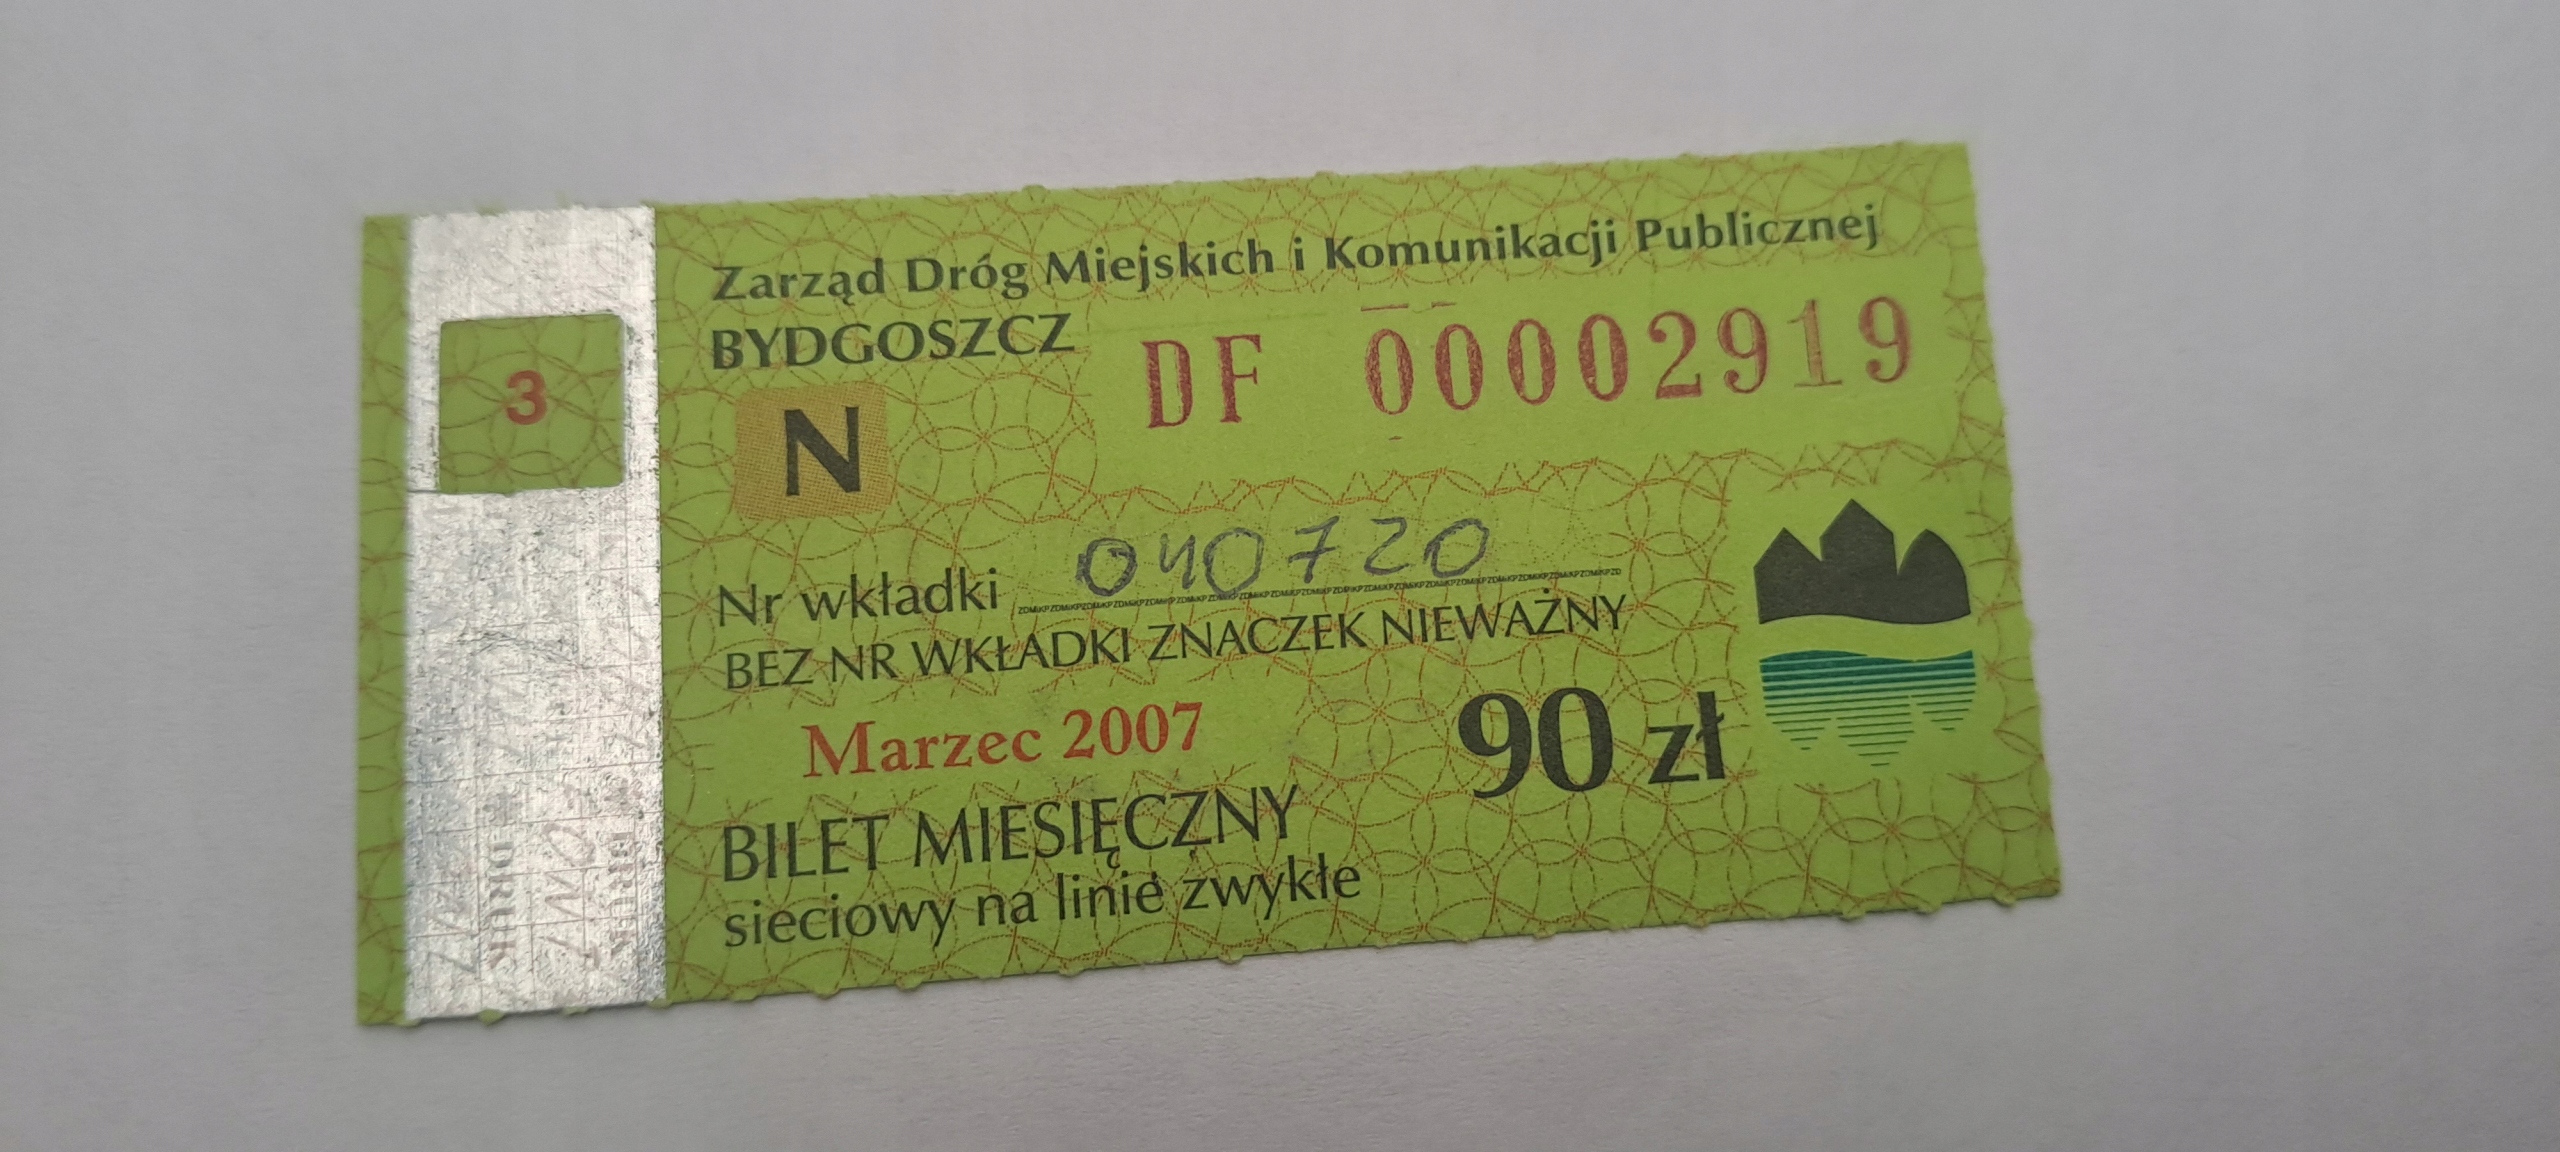 Zarząd Dróg Miejskich i Komunikacji Publicznej
BYDGOSZCZ
DF 00002919
3
N
Nr wkładki 040720
BEZ NR WKŁADKI ZNACZEK NIEWAŻNY
Marzec 2007
90 zł
BILET MIESIĘCZNY
sieciowy na linie zwykłe